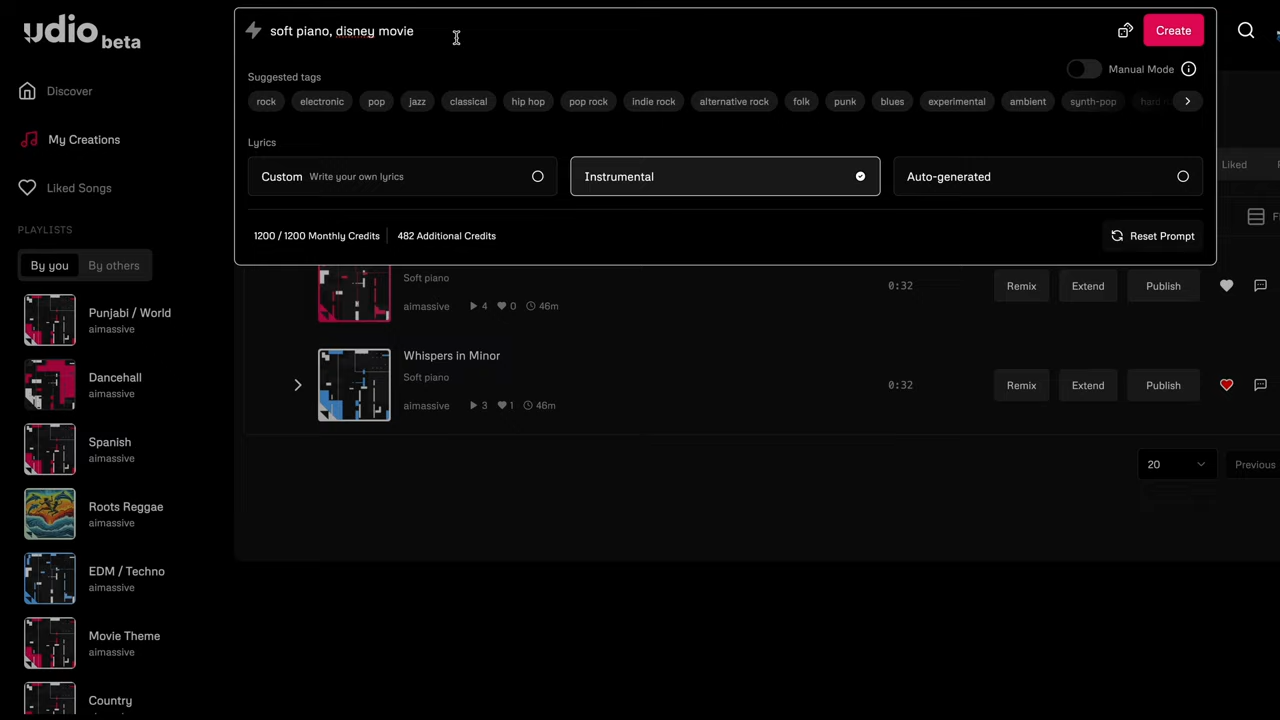 udio beta
soft piano, disney movie
Create
Manual Mode
Suggested tags
rock
electronic
pop
jazz
classical
hip hop
pop rock
indie rock
alternative rock
folk
punk
blues
experimental
ambient
synth-pop
Lyrics
Custom Write your own lyrics
Instrumental
Auto-generated
1200 / 1200 Monthly Credits
482 Additional Credits
Reset Prompt
Discover
My Creations
Liked Songs
PLAYLISTS
By you
By others
Punjabi / World
aimassive
Dancehall
aimassive
Spanish
aimassive
Roots Reggae
aimassive
EDM / Techno
aimassive
Movie Theme
aimassive
Country
Liked
Soft piano
aimassive
4
0
46m
0:32
Remix
Extend
Publish
Whispers in Minor
Soft piano
aimassive
3
1
46m
0:32
Remix
Extend
Publish
20
Previous